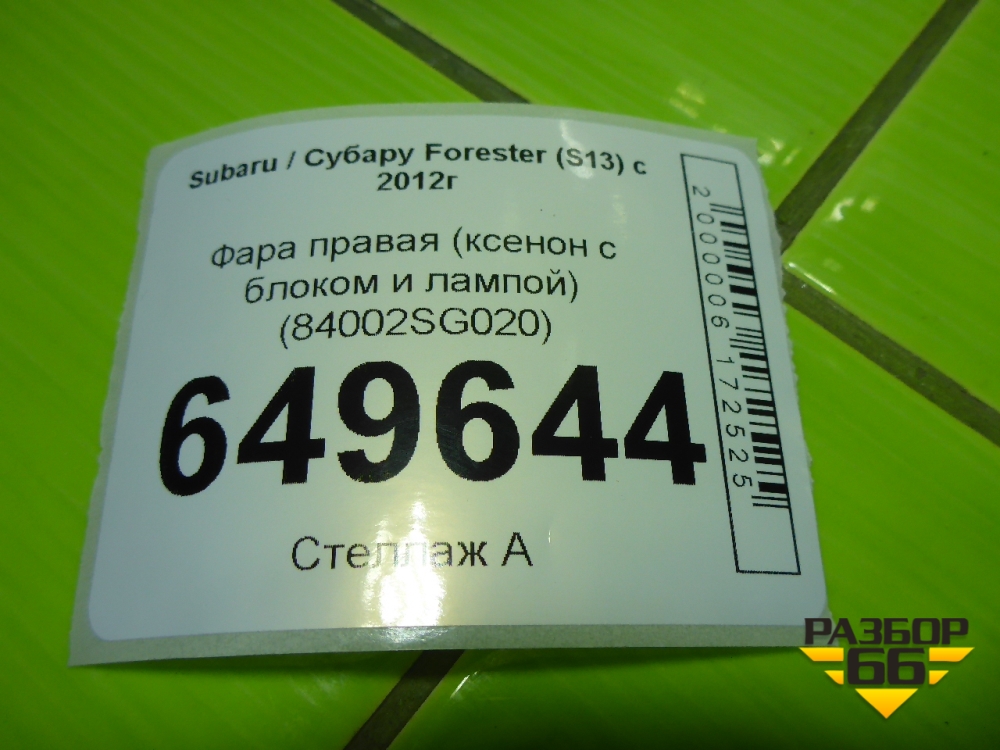 Subaru / Субару Forester (S13) с
2012г
Фара правая (ксенон с
блоком и лампой)
(84002SG020)
649644
Стеллаж А
2000006172525
РАЗБОР
66